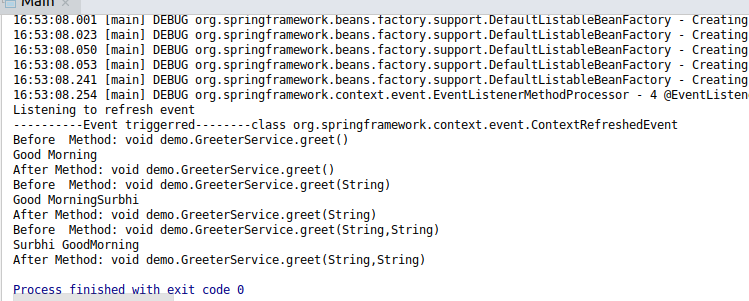 Main ×
16:53:08.001 [main] DEBUG org.springframework.beans.factory.support.DefaultListableBeanFactory - Creating
16:53:08.023 [main] DEBUG org.springframework.beans.factory.support.DefaultListableBeanFactory - Creating
16:53:08.050 [main] DEBUG org.springframework.beans.factory.support.DefaultListableBeanFactory - Creating
16:53:08.053 [main] DEBUG org.springframework.beans.factory.support.DefaultListableBeanFactory - Creating
16:53:08.241 [main] DEBUG org.springframework.beans.factory.support.DefaultListableBeanFactory - Creating
16:53:08.254 [main] DEBUG org.springframework.context.event.EventListenerMethodProcessor - 4 @EventListene
Listening to refresh event
----------Event triggerred--------class org.springframework.context.event.ContextRefreshedEvent
Before  Method: void demo.GreeterService.greet()
Good Morning
After Method: void demo.GreeterService.greet()
Before  Method: void demo.GreeterService.greet(String)
Good MorningSurbhi
After Method: void demo.GreeterService.greet(String)
Before  Method: void demo.GreeterService.greet(String,String)
Surbhi GoodMorning
After Method: void demo.GreeterService.greet(String,String)
Process finished with exit code 0